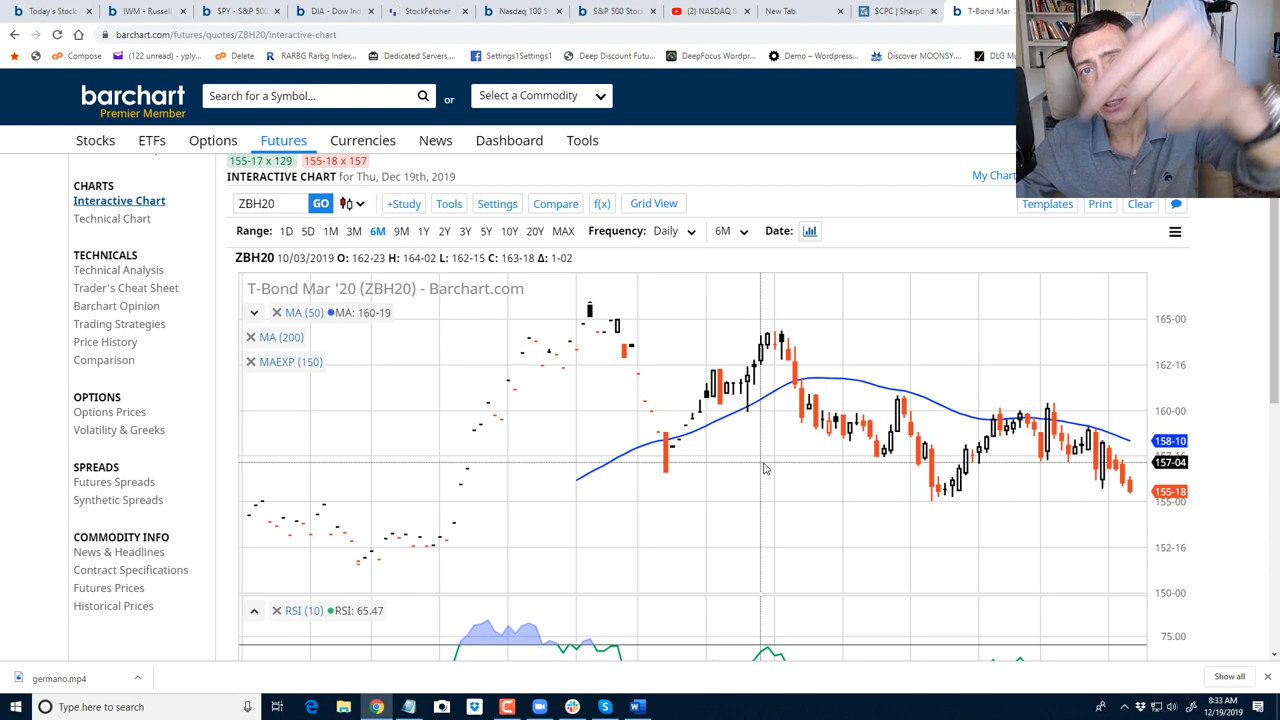 Today's Stock
IWM - Russell
SPY - S&P 500
DIA - Dow Ind
StockFetcher
Nasdaq 100 S
S&P 500 Stock
(2) NASDAQ S
New Tab
$CPC | SharpC
T-Bond Mar '
barchart.com/futures/quotes/ZBH20/interactive-chart
Compose
(122 unread) - yply...
Delete
RARBG Rarbg Index...
Dedicated Servers,...
Settings1Settings1
Deep Discount Futu...
DeepFocus Wordpr...
Demo – Wordpress...
Discover MOONSY...
DLG Mu
barchart
Premier Member
Search for a Symbol...
or
Select a Commodity
Stocks
ETFs
Options
Futures
Currencies
News
Dashboard
Tools
155-17 x 129
155-18 x 157
INTERACTIVE CHART for Thu, Dec 19th, 2019
My Chart
ZBH20
GO
+Study
Tools
Settings
Compare
f(x)
Grid View
Templates
Print
Clear
Range:
1D
5D
1M
3M
6M
9M
1Y
2Y
3Y
5Y
10Y
20Y
MAX
Frequency:
Daily
6M
Date:
ZBH20 10/03/2019 O: 162-23 H: 164-02 L: 162-15 C: 163-18 Δ: 1-02
T-Bond Mar '20 (ZBH20) - Barchart.com
MA (50) MA: 160-19
MA (200)
MAEXP (150)
165-00
162-16
160-00
158-10
157-04
155-18
155-00
152-16
150-00
RSI (10) RSI: 65.47
75.00
CHARTS
Interactive Chart
Technical Chart
TECHNICALS
Technical Analysis
Trader's Cheat Sheet
Barchart Opinion
Trading Strategies
Price History
Comparison
OPTIONS
Options Prices
Volatility & Greeks
SPREADS
Futures Spreads
Synthetic Spreads
COMMODITY INFO
News & Headlines
Contract Specifications
Futures Prices
Historical Prices
germano.mp4
Show all
Type here to search
8:33 AM
12/19/2019